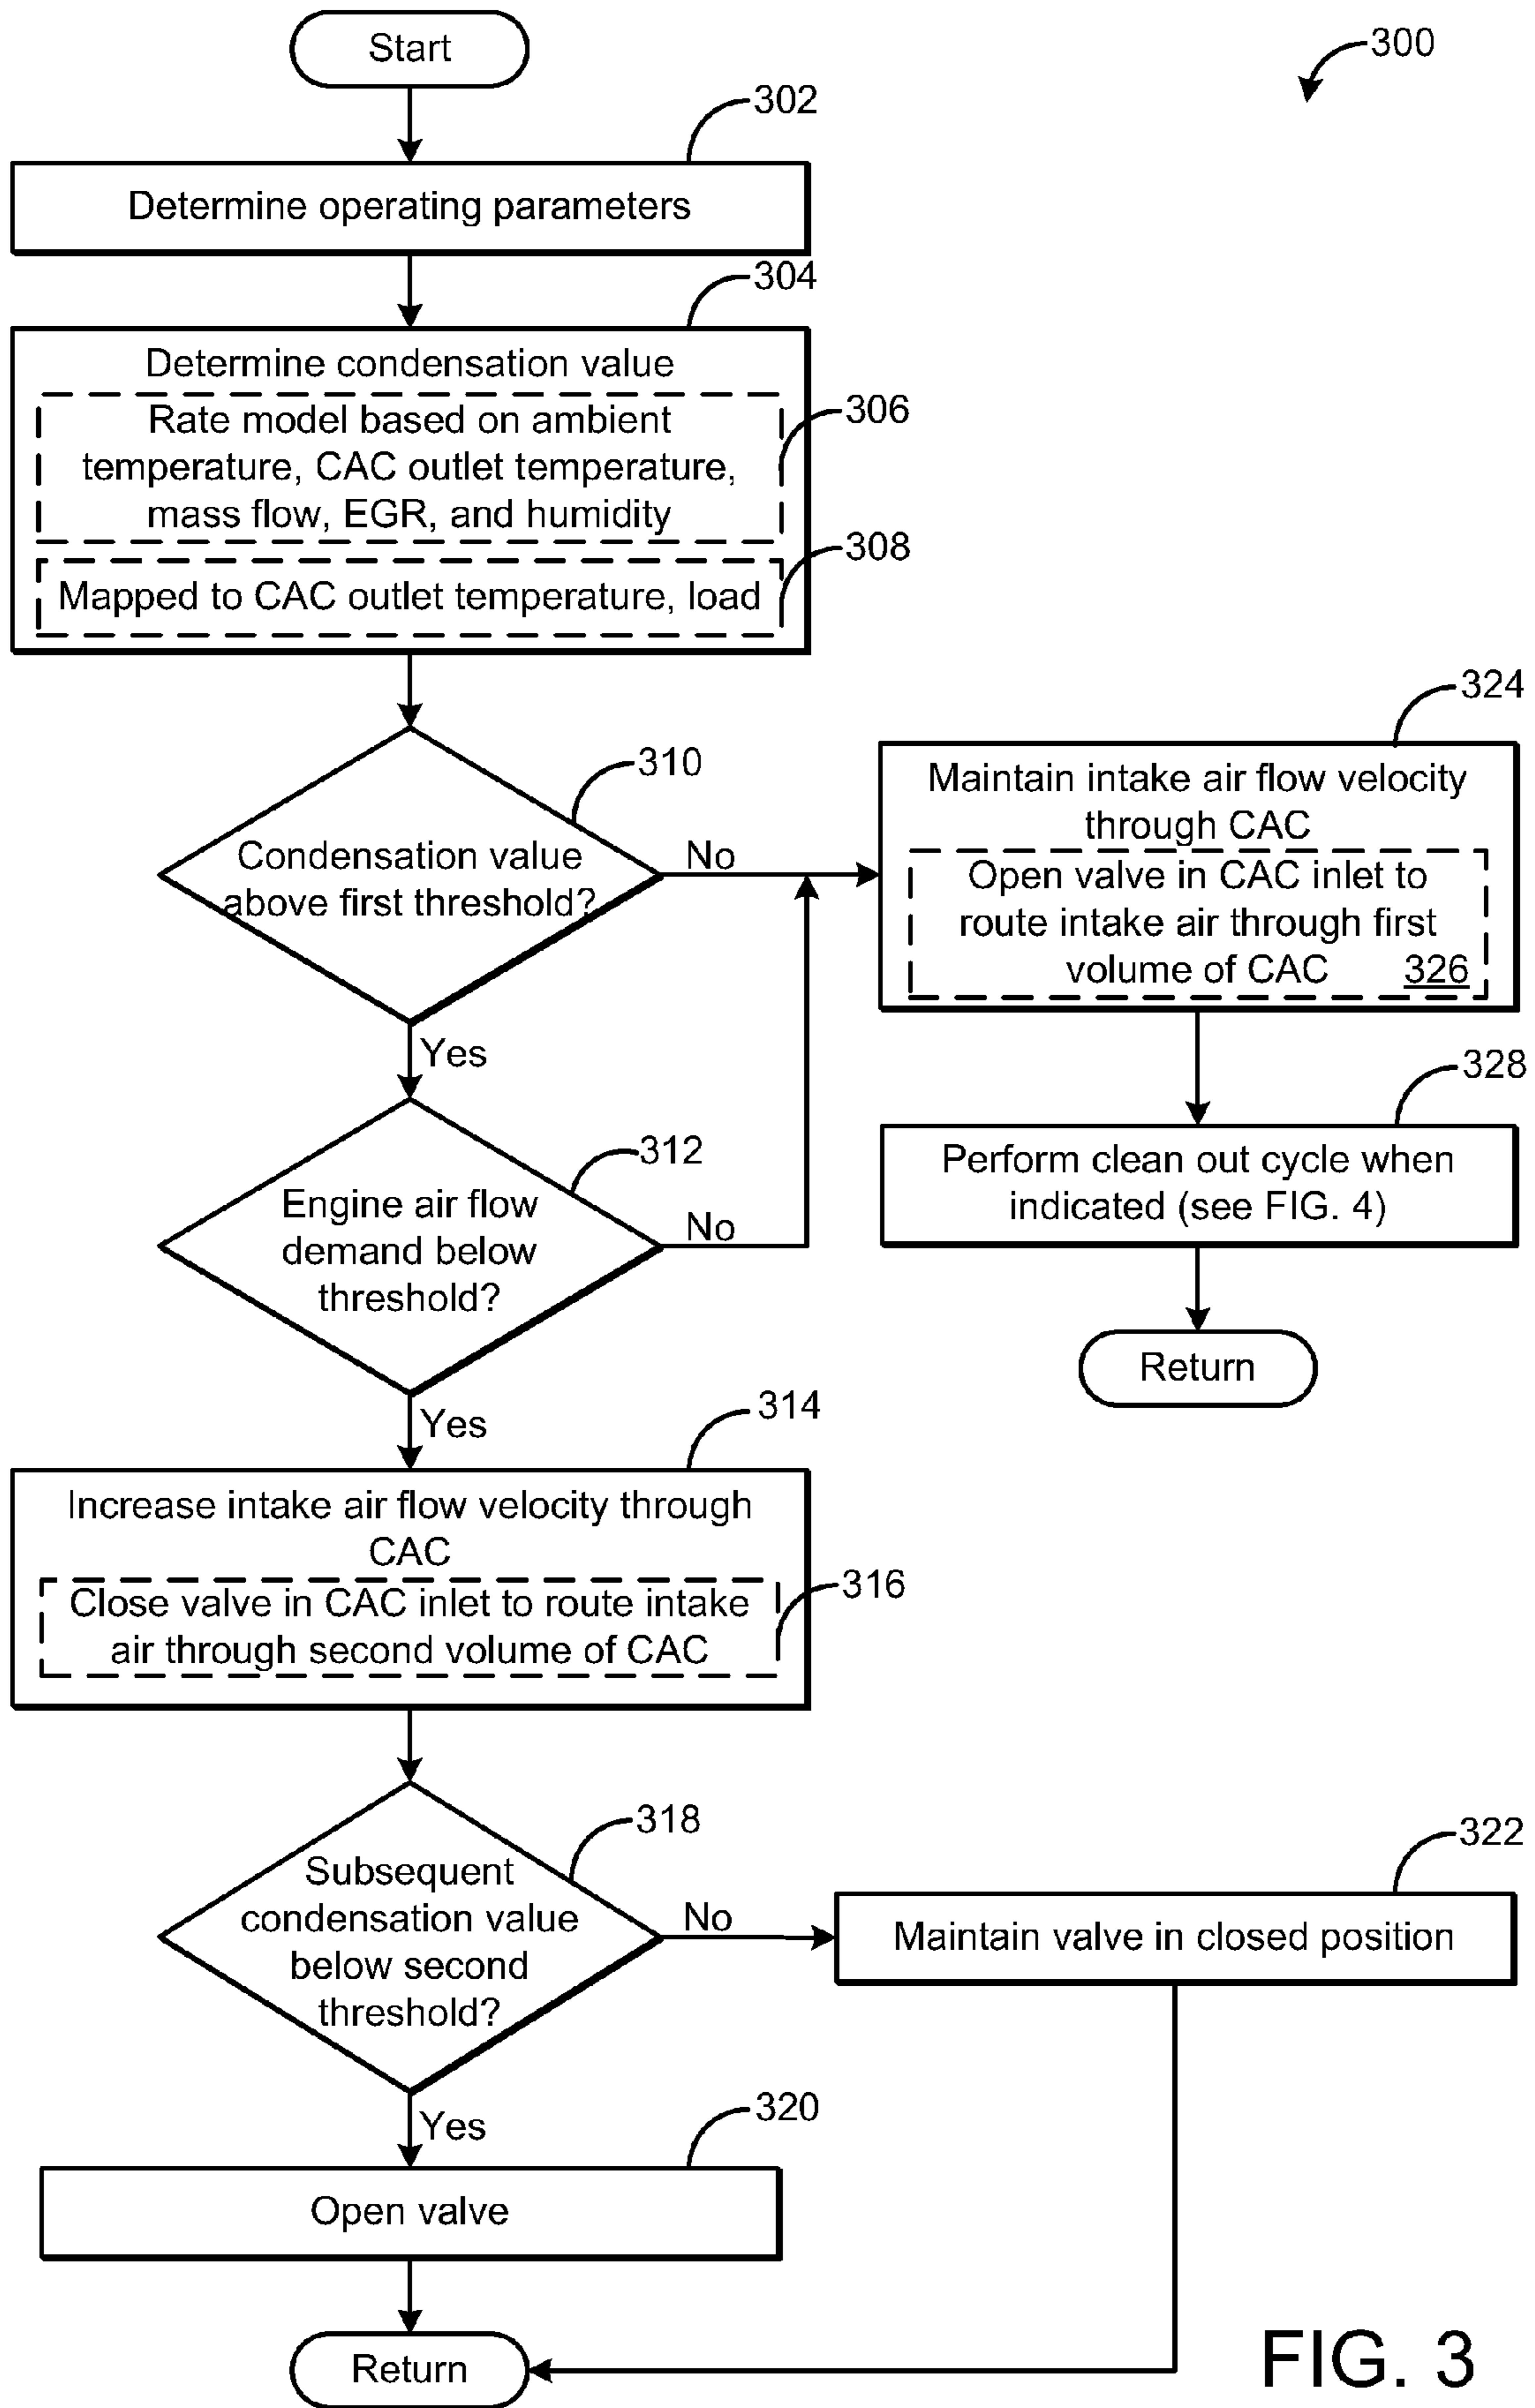 Start
300
302
Determine operating parameters
304
Determine condensation value
306
Rate model based on ambient
temperature, CAC outlet temperature,
mass flow, EGR, and humidity
308
Mapped to CAC outlet temperature, load
310
Condensation value
above first threshold?
No
Yes
324
Maintain intake air flow velocity
through CAC
Open valve in CAC inlet to
route intake air through first
volume of CAC 326
312
Engine air flow
demand below
threshold?
No
Yes
328
Perform clean out cycle when
indicated (see FIG. 4)
Return
314
Increase intake air flow velocity through
CAC
316
Close valve in CAC inlet to route intake
air through second volume of CAC
318
Subsequent
condensation value
below second
threshold?
No
Yes
322
Maintain valve in closed position
320
Open valve
Return
FIG. 3